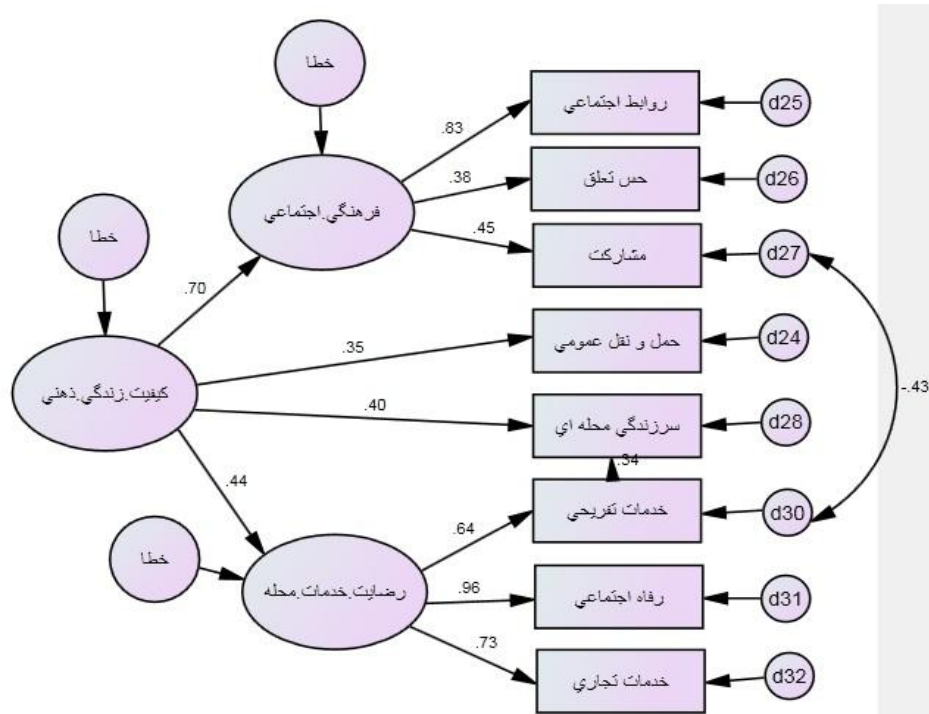 خطا
روابط اجتماعي
d25
.83
حس تعلق
d26
.38
فرهنگي.اجتماعي
خطا
مشاركت
d27
.45
.70
حمل و نقل عمومي
d24
.35
-.43
كيفيت.زندگي.ذهني
سرزندگي محله اي
d28
.40
.34
.44
خدمات تفريحي
d30
.64
خطا
رضايت.خدمات.محله
رفاه اجتماعي
d31
.96
.73
خدمات تجاري
d32